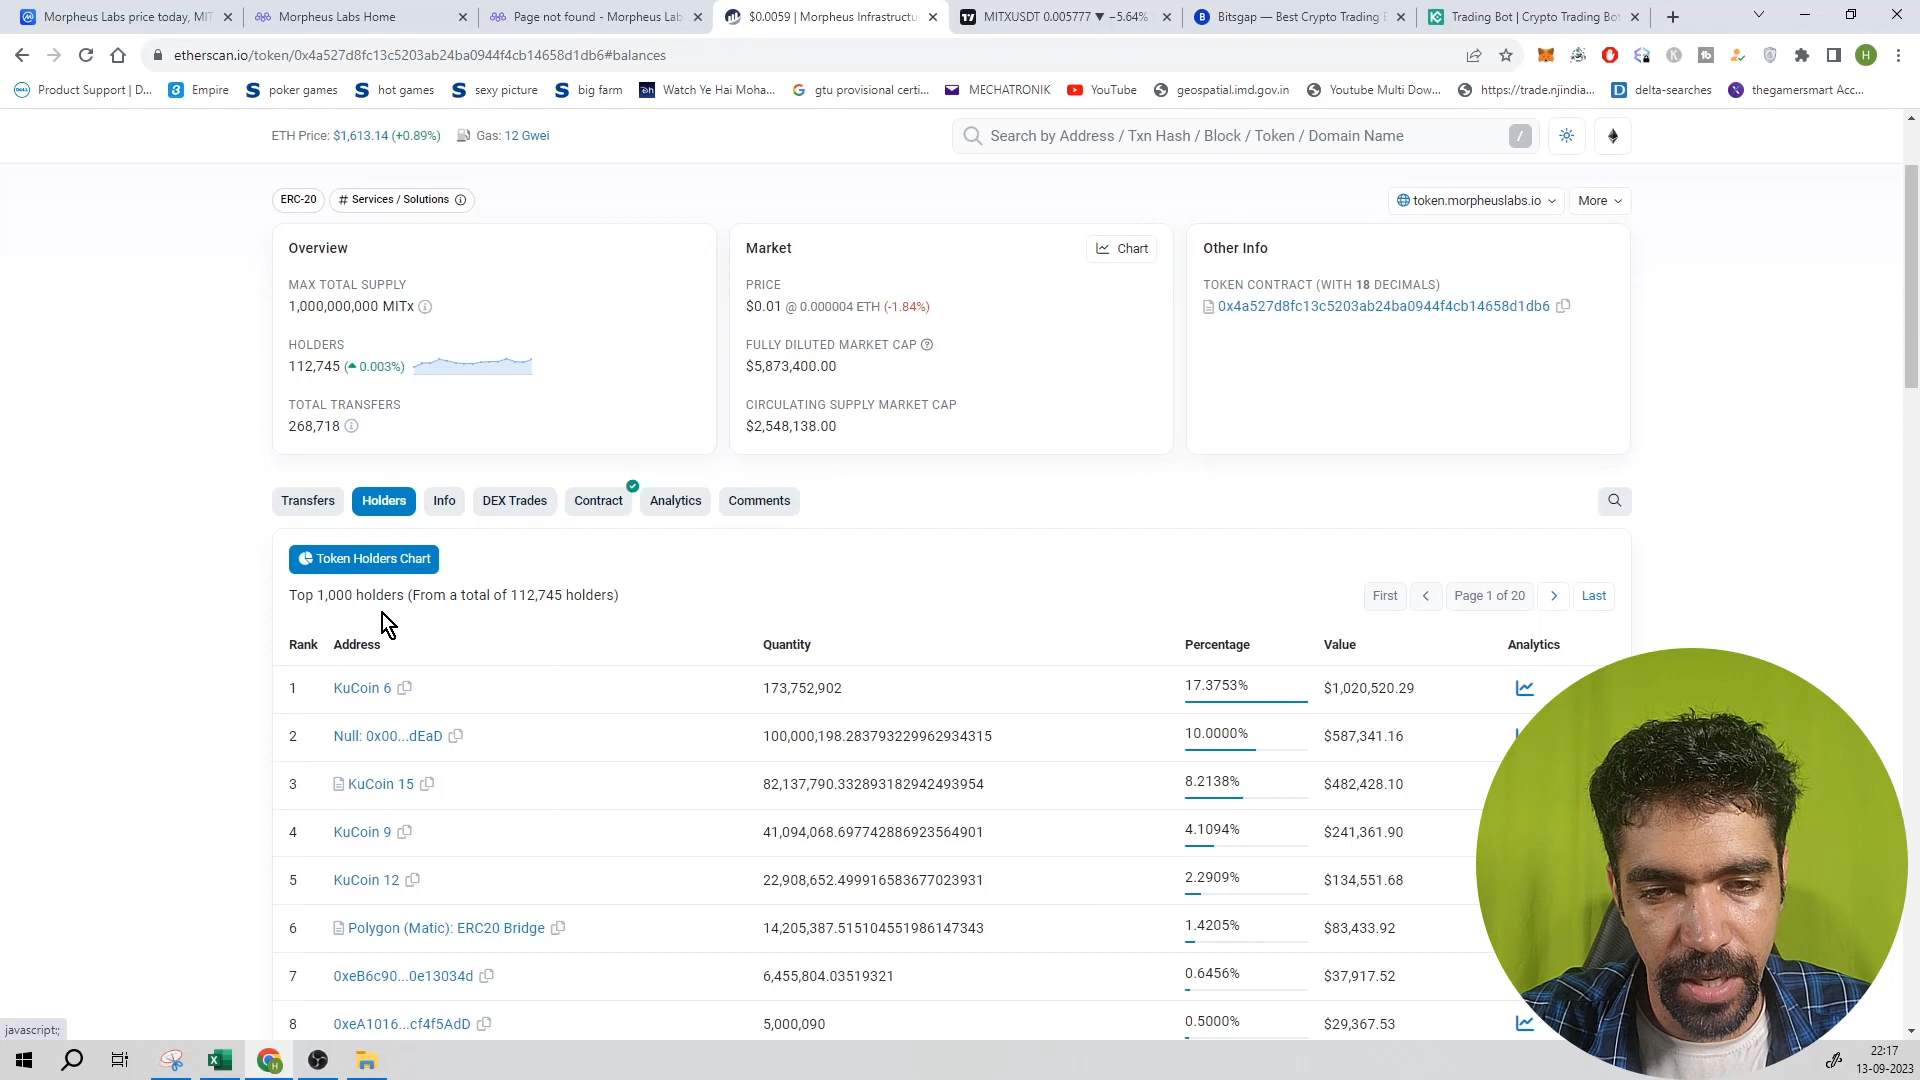 Morpheus Labs price today, MIT
Morpheus Labs Home
Page not found - Morpheus Lab
$0.0059 | Morpheus Infrastructu
MITXUSDT 0.005777 ▼ −5.64%
Bitsgap — Best Crypto Trading B
Trading Bot | Crypto Trading Bot
etherscan.io/token/0x4a527d8fc13c5203ab24ba0944f4cb14658d1db6#balances
Product Support | D...
Empire
poker games
hot games
sexy picture
big farm
Watch Ye Hai Moha...
gtu provisional certi...
MECHATRONIK
YouTube
geospatial.imd.gov.in
Youtube Multi Dow...
https://trade.njindia...
delta-searches
thegamersmart Acc...
ETH Price: $1,613.14 (+0.89%) Gas: 12 Gwei
Search by Address / Txn Hash / Block / Token / Domain Name /
ERC-20 # Services / Solutions
token.morpheuslabs.io More
Overview
MAX TOTAL SUPPLY
1,000,000,000 MITx
HOLDERS
112,745 (0.003%)
TOTAL TRANSFERS
268,718
Market
Chart
PRICE
$0.01 @ 0.000004 ETH (-1.84%)
FULLY DILUTED MARKET CAP
$5,873,400.00
CIRCULATING SUPPLY MARKET CAP
$2,548,138.00
Other Info
TOKEN CONTRACT (WITH 18 DECIMALS)
0x4a527d8fc13c5203ab24ba0944f4cb14658d1db6
Transfers Holders Info DEX Trades Contract Analytics Comments
Token Holders Chart
Top 1,000 holders (From a total of 112,745 holders)
First Page 1 of 20 Last
Rank Address Quantity Percentage Value Analytics
1 KuCoin 6 173,752,902 17.3753% $1,020,520.29
2 Null: 0x00...dEaD 100,000,198.283793229962934315 10.0000% $587,341.16
3 KuCoin 15 82,137,790.332893182942493954 8.2138% $482,428.10
4 KuCoin 9 41,094,068.697742886923564901 4.1094% $241,361.90
5 KuCoin 12 22,908,652.499916583677023931 2.2909% $134,551.68
6 Polygon (Matic): ERC20 Bridge 14,205,387.515104551986147343 1.4205% $83,433.92
7 0xeB6c90...0e13034d 6,455,804.03519321 0.6456% $37,917.52
8 0xeA1016...cf4f5AdD 5,000,090 0.5000% $29,367.53
javascript:;
22:17
13-09-2023